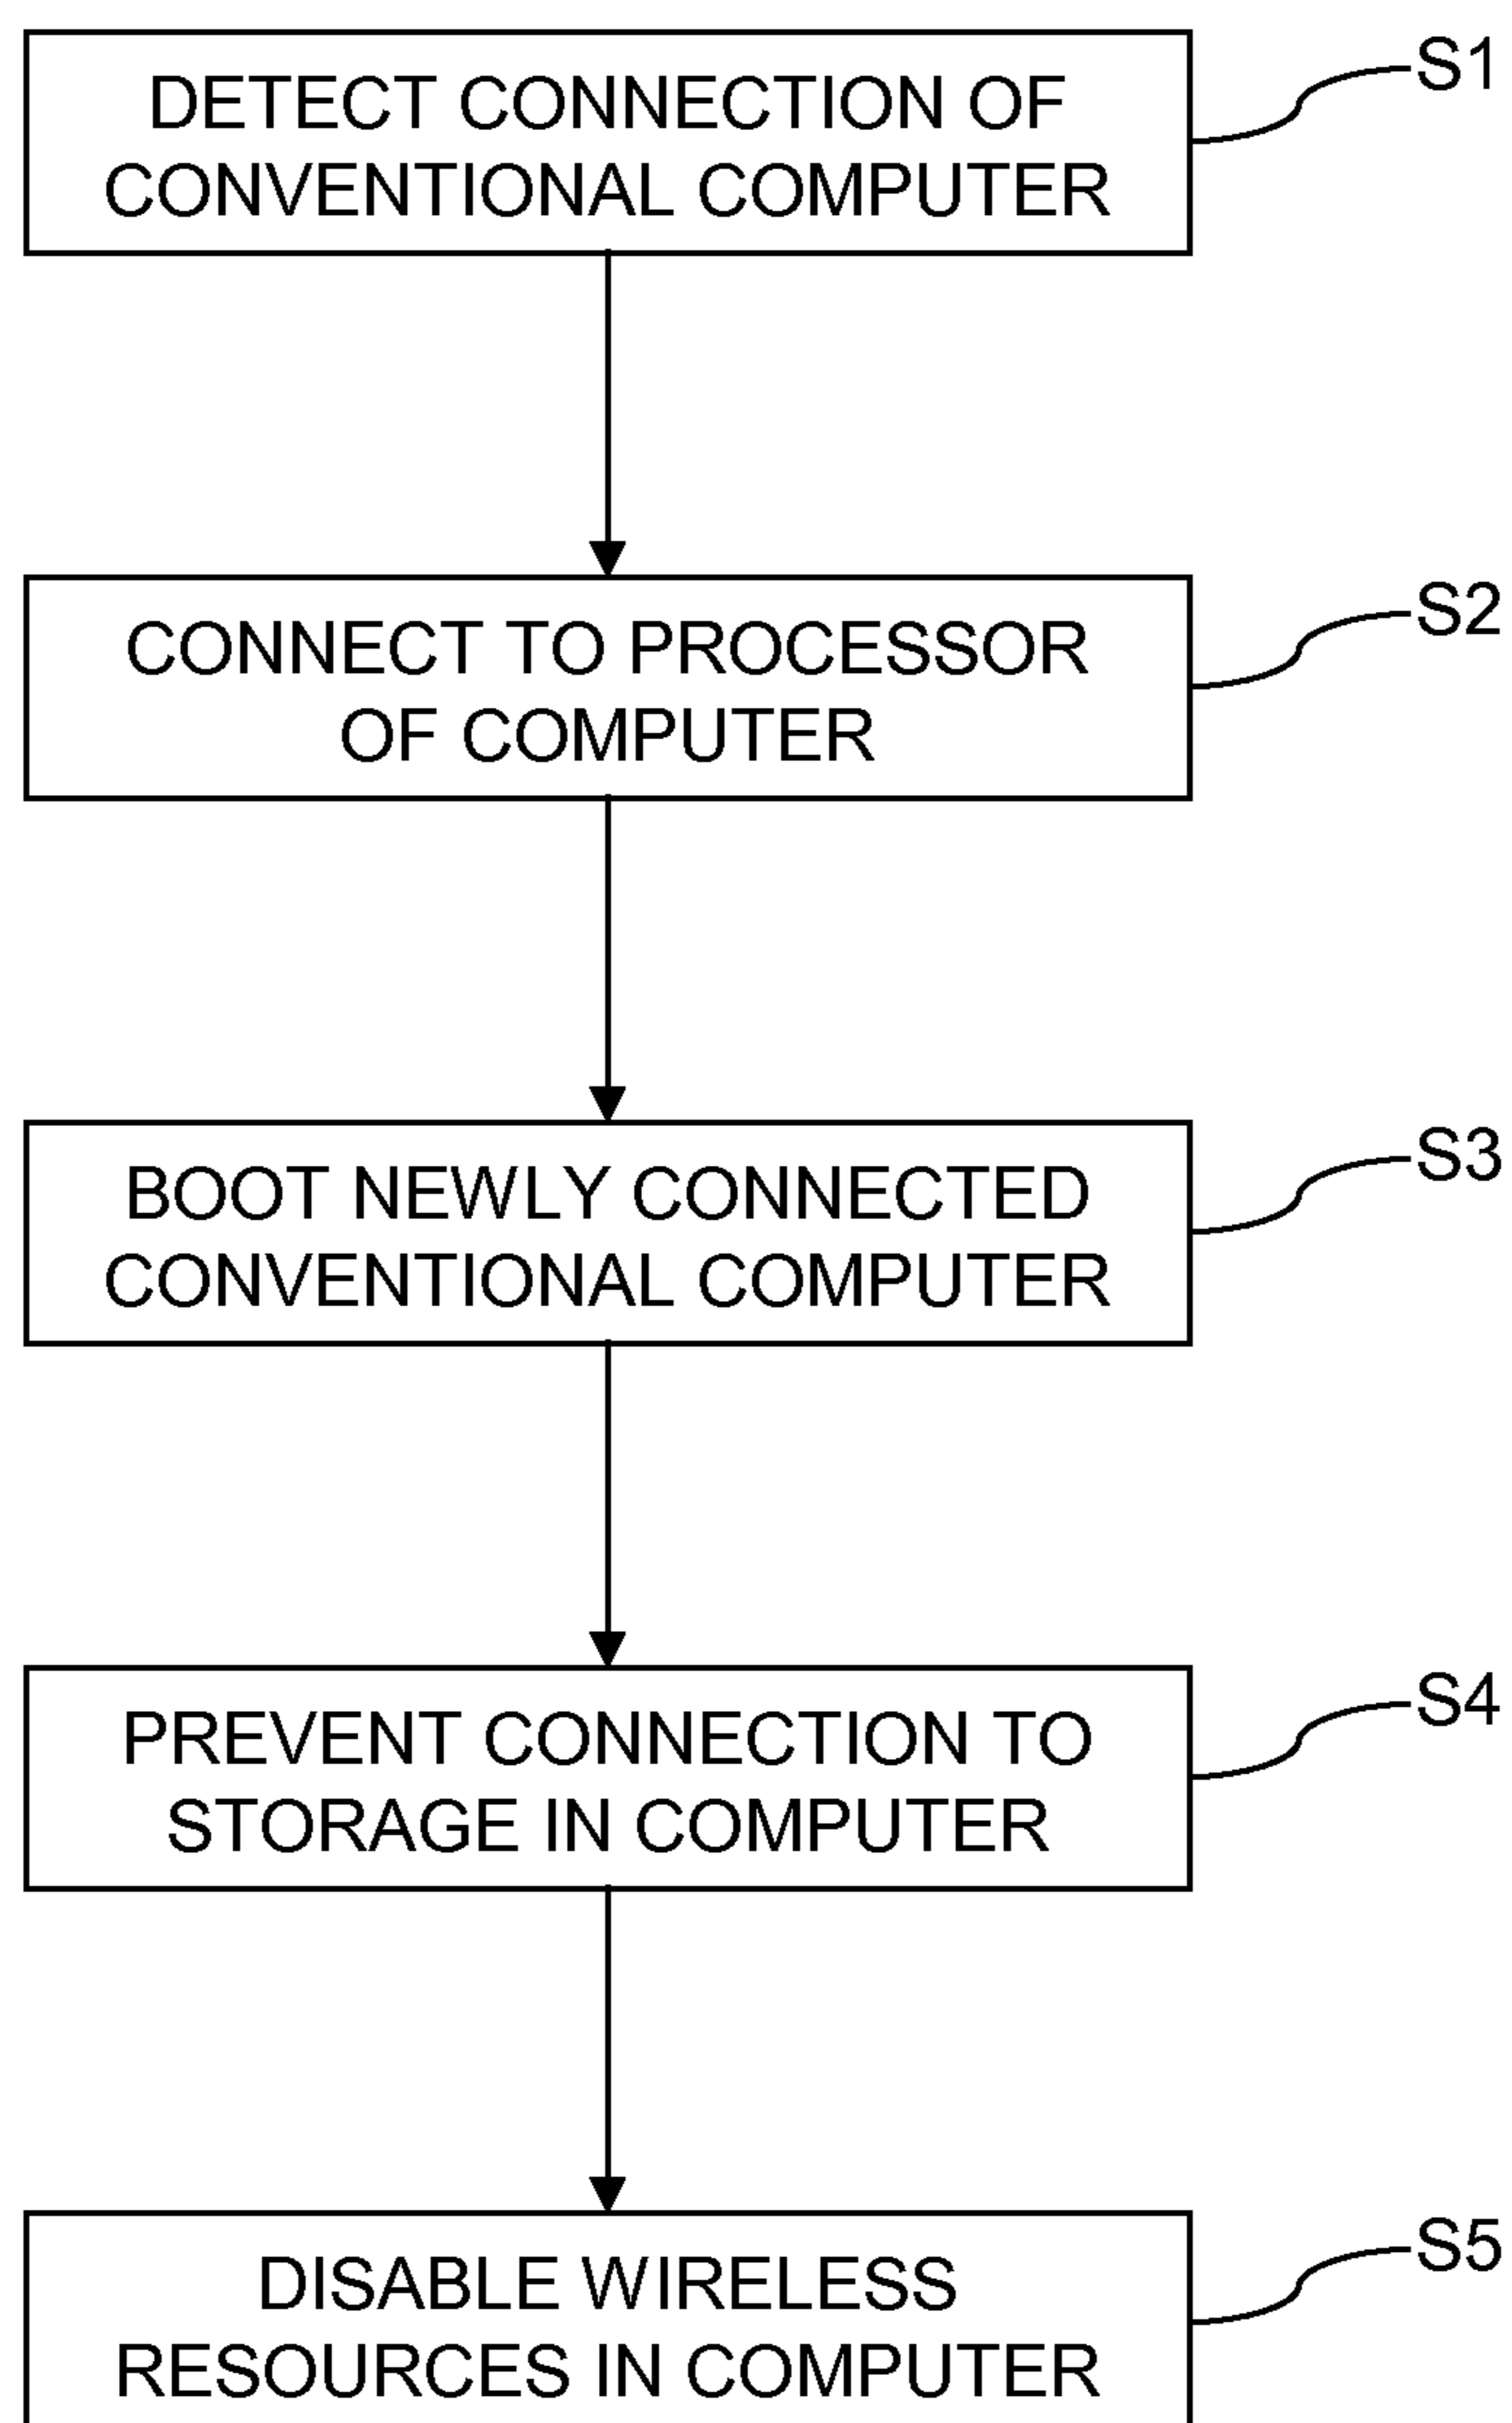 DETECT CONNECTION OF
CONVENTIONAL COMPUTER
S1
CONNECT TO PROCESSOR
OF COMPUTER
S2
BOOT NEWLY CONNECTED
CONVENTIONAL COMPUTER
S3
PREVENT CONNECTION TO
STORAGE IN COMPUTER
S4
DISABLE WIRELESS
RESOURCES IN COMPUTER
S5